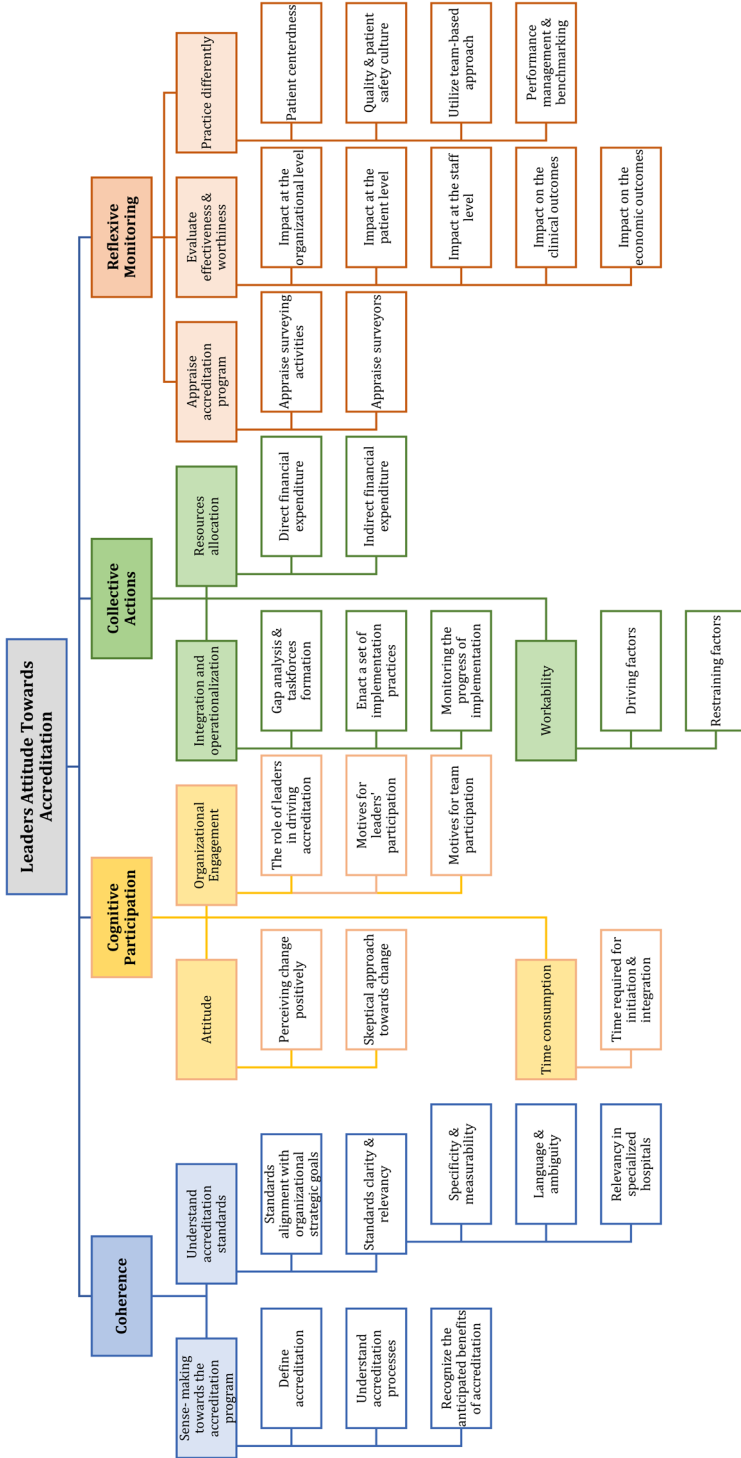 Leaders Attitude Towards
Accreditation
Coherence
Sense- making
towards the
accreditation
program
Define
accreditation
Understand
accreditation
processes
Recognize the
anticipated benefits
of accreditation
Understand
accreditation
standards
Standards
alignment with
organizational
strategic goals
Standards clarity &
relevancy
Specificity &
measurability
Language &
ambiguity
Relevancy in
specialized
hospitals
Cognitive
Participation
Attitude
Perceiving change
positively
Skeptical approach
towards change
Organizational
Engagement
The role of leaders
in driving
accreditation
Motives for
leaders'
participation
Motives for team
participation
Time consumption
Time required for
initiation &
integration
Collective
Actions
Integration and
operationalization
Gap analysis &
taskforces
formation
Enact a set of
implementation
practices
Monitoring the
progress of
implementation
Resources
allocation
Direct financial
expenditure
Indirect financial
expenditure
Workability
Driving factors
Restraining factors
Reflexive
Monitoring
Appraise
accreditation
program
Appraise surveying
activities
Appraise surveyors
Evaluate
effectiveness &
worthiness
Impact at the
organizational level
Impact at the
patient level
Impact at the staff
level
Impact on the
clinical outcomes
Impact on the
economic outcomes
Practice differently
Patient centerdness
Quality & patient
safety culture
Utilize team-based
approach
Performance
management &
benchmarking